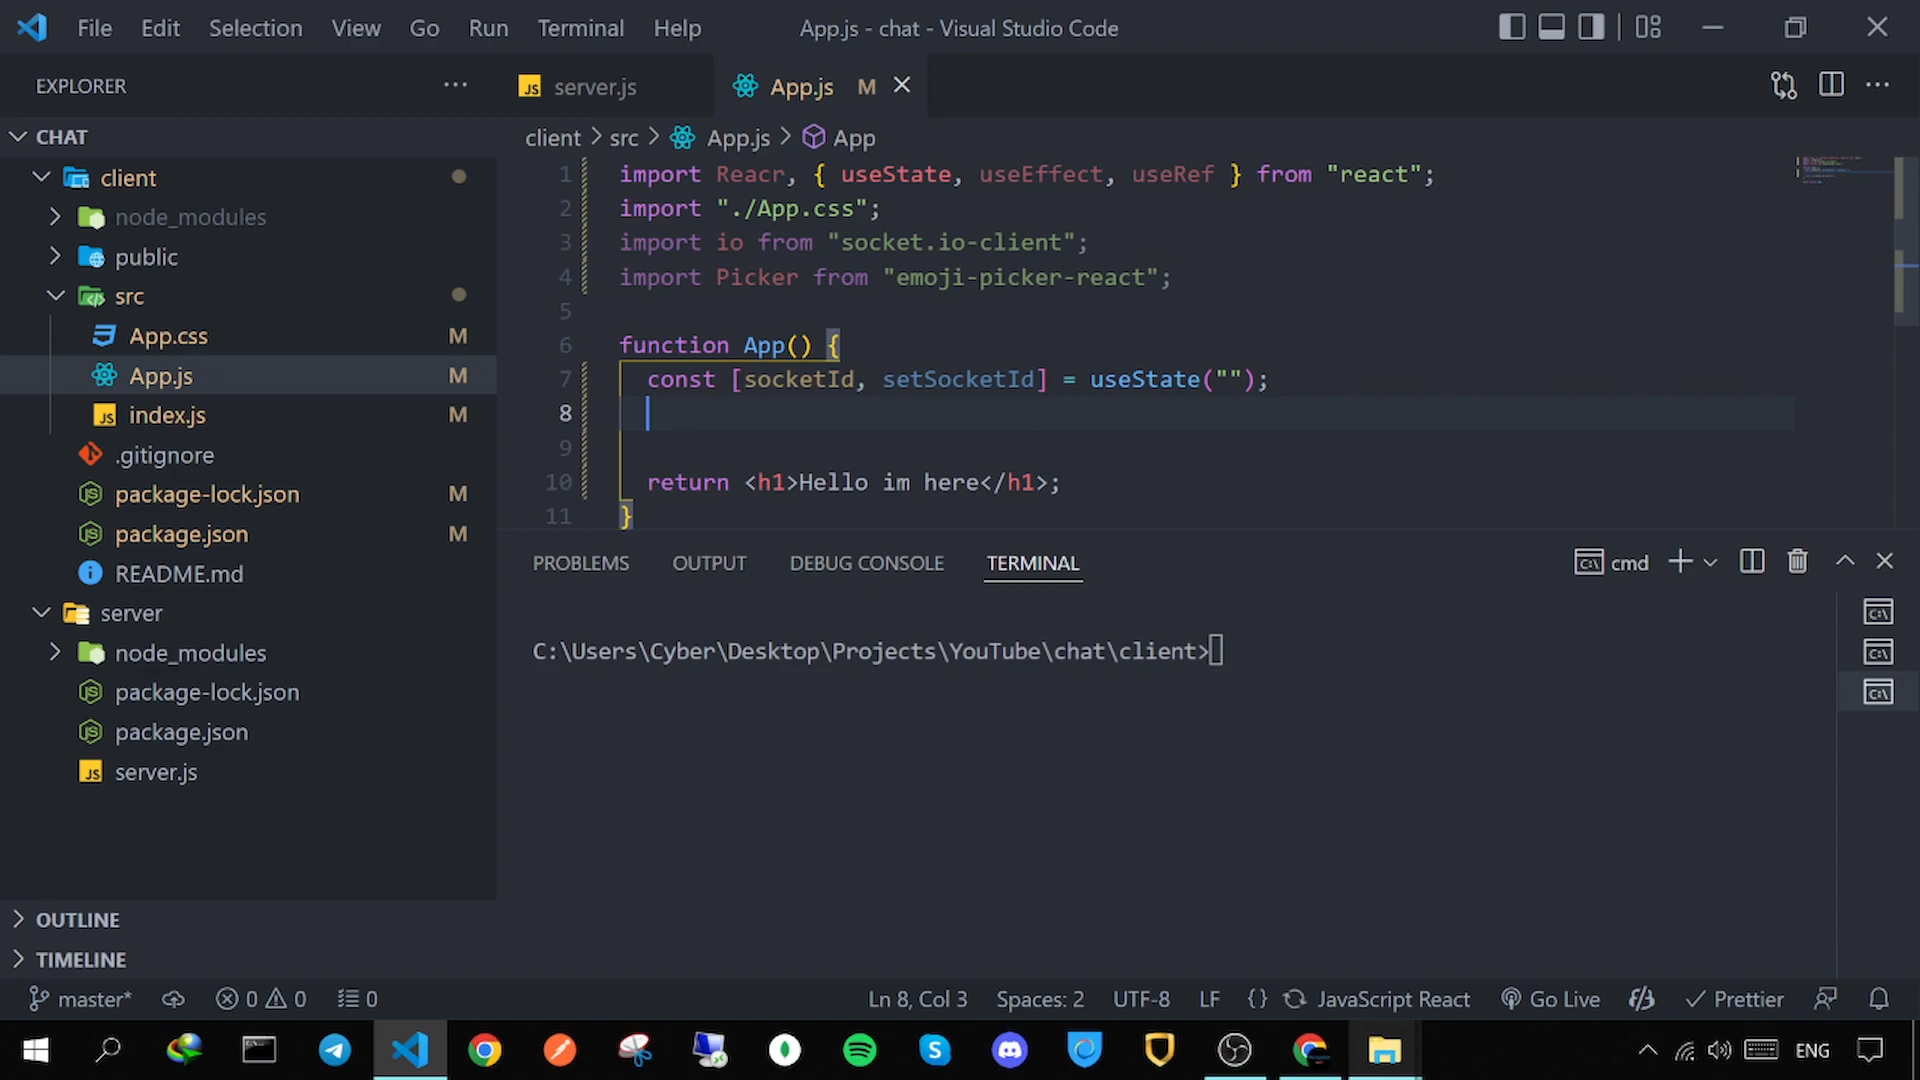 File Edit Selection View Go Run Terminal Help
App.js - chat - Visual Studio Code
EXPLORER
CHAT
client
node_modules
public
src
App.css M
App.js M
index.js M
.gitignore
package-lock.json M
package.json M
README.md
server
node_modules
package-lock.json
package.json
server.js
OUTLINE
TIMELINE
server.js
App.js M
client > src > App.js > App
1 import Reacr, { useState, useEffect, useRef } from "react";
2 import "./App.css";
3 import io from "socket.io-client";
4 import Picker from "emoji-picker-react";
5
6 function App() {
7 const [socketId, setSocketId] = useState("");
8
9
10 return <h1>Hello im here</h1>;
11 }
PROBLEMS OUTPUT DEBUG CONSOLE TERMINAL
cmd
C:\Users\Cyber\Desktop\Projects\YouTube\chat\client>
master* 0 0 0
Ln 8, Col 3 Spaces: 2 UTF-8 LF {} JavaScript React Go Live Prettier
ENG